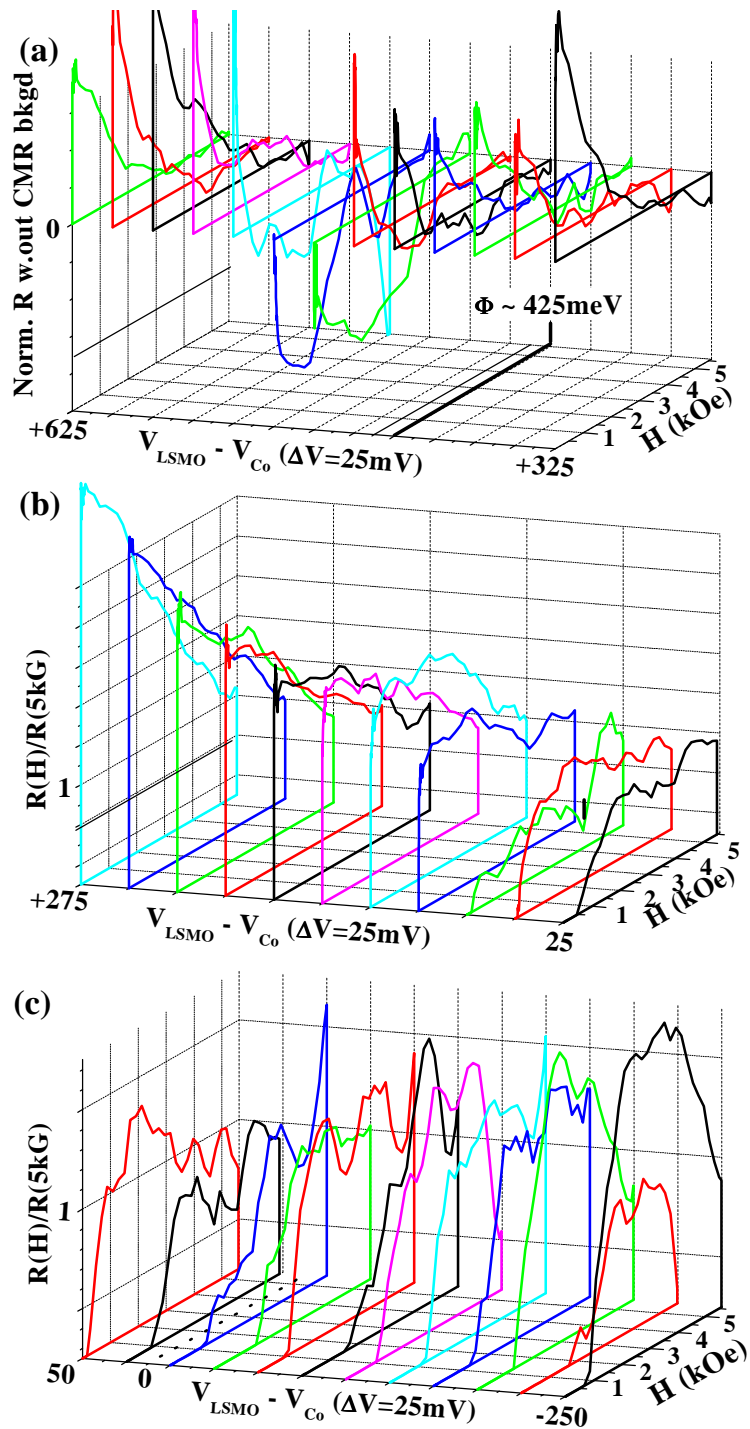 (a)
Norm. R w.out CMR bkgd
0
Φ ~ 425meV
+625
V_LSMO - V_Co (ΔV=25mV)
+325
1 2 3 4 5
H (kOe)
(b)
R(H)/R(5kG)
1
+275
V_LSMO - V_Co (ΔV=25mV)
25
1 2 3 4 5
H (kOe)
(c)
R(H)/R(5kG)
1
50
0
V_LSMO - V_Co (ΔV=25mV)
-250
1 2 3 4 5
H (kOe)